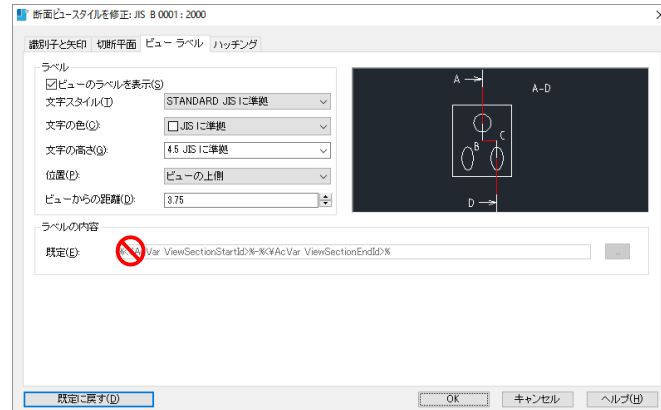 断面ビュースタイルを修正: JIS B 0001 : 2000
識別子と矢印 切断平面 ビュー ラベル ハッチング
ラベル
ビューのラベルを表示(S)
文字スタイル(T) STANDARD JIS に準拠
文字の色(C): JIS に準拠
文字の高さ(G): 4.5 JIS に準拠
位置(P): ビューの上側
ビューからの距離(D): 3.75
A
A-D
B
C
D
ラベルの内容
既定(E): AcVar ViewSectionStartId>%-%<¥AcVar ViewSectionEndId>%
...
既定に戻す(D) OK キャンセル ヘルプ(H)